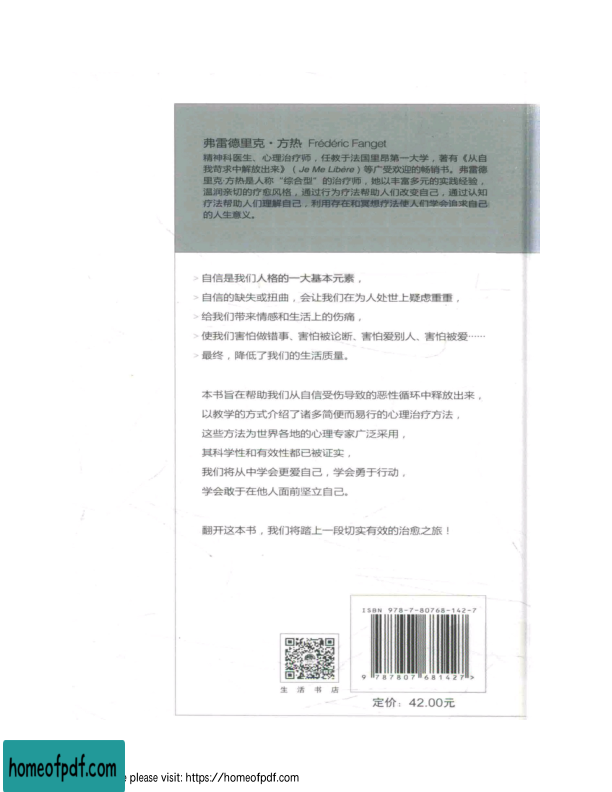 弗雷德里克·方热 Frédéric Fanget
精神科医生、心理治疗师，任教于法国里昂第一大学，著有《从自
我苛求中解放出来》（Je Me Libère）等广受欢迎的畅销书。弗雷德
里克·方热是人称“综合型”的治疗师，她以丰富多元的实践经验，
温润亲切的疗愈风格，通过行为疗法帮助人们改变自己，通过认知
疗法帮助人们理解自己，利用存在和冥想疗法使人们学会追求自己
的人生意义。
> 自信是我们人格的一大基本元素，
> 自信的缺失或扭曲，会让我们在为人处世上疑虑重重，
> 给我们带来情感和生活上的伤痛，
> 使我们害怕做错事、害怕被论断、害怕爱别人、害怕被爱……
> 最终，降低了我们的生活质量。
本书旨在帮助我们从自信受伤导致的恶性循环中释放出来，
以教学的方式介绍了诸多简便而易行的心理治疗方法，
这些方法为世界各地的心理专家广泛采用，
其科学性和有效性都已被证实，
我们将从中学会更爱自己，学会勇于行动，
学会敢于在他人面前坚立自己。
翻开这本书，我们将踏上一段切实有效的治愈之旅！
ISBN 978-7-80768-142-7
9 787807 681427 >
生活书店
定价：42.00元
homeofpdf.com
e please visit: https://homeofpdf.com